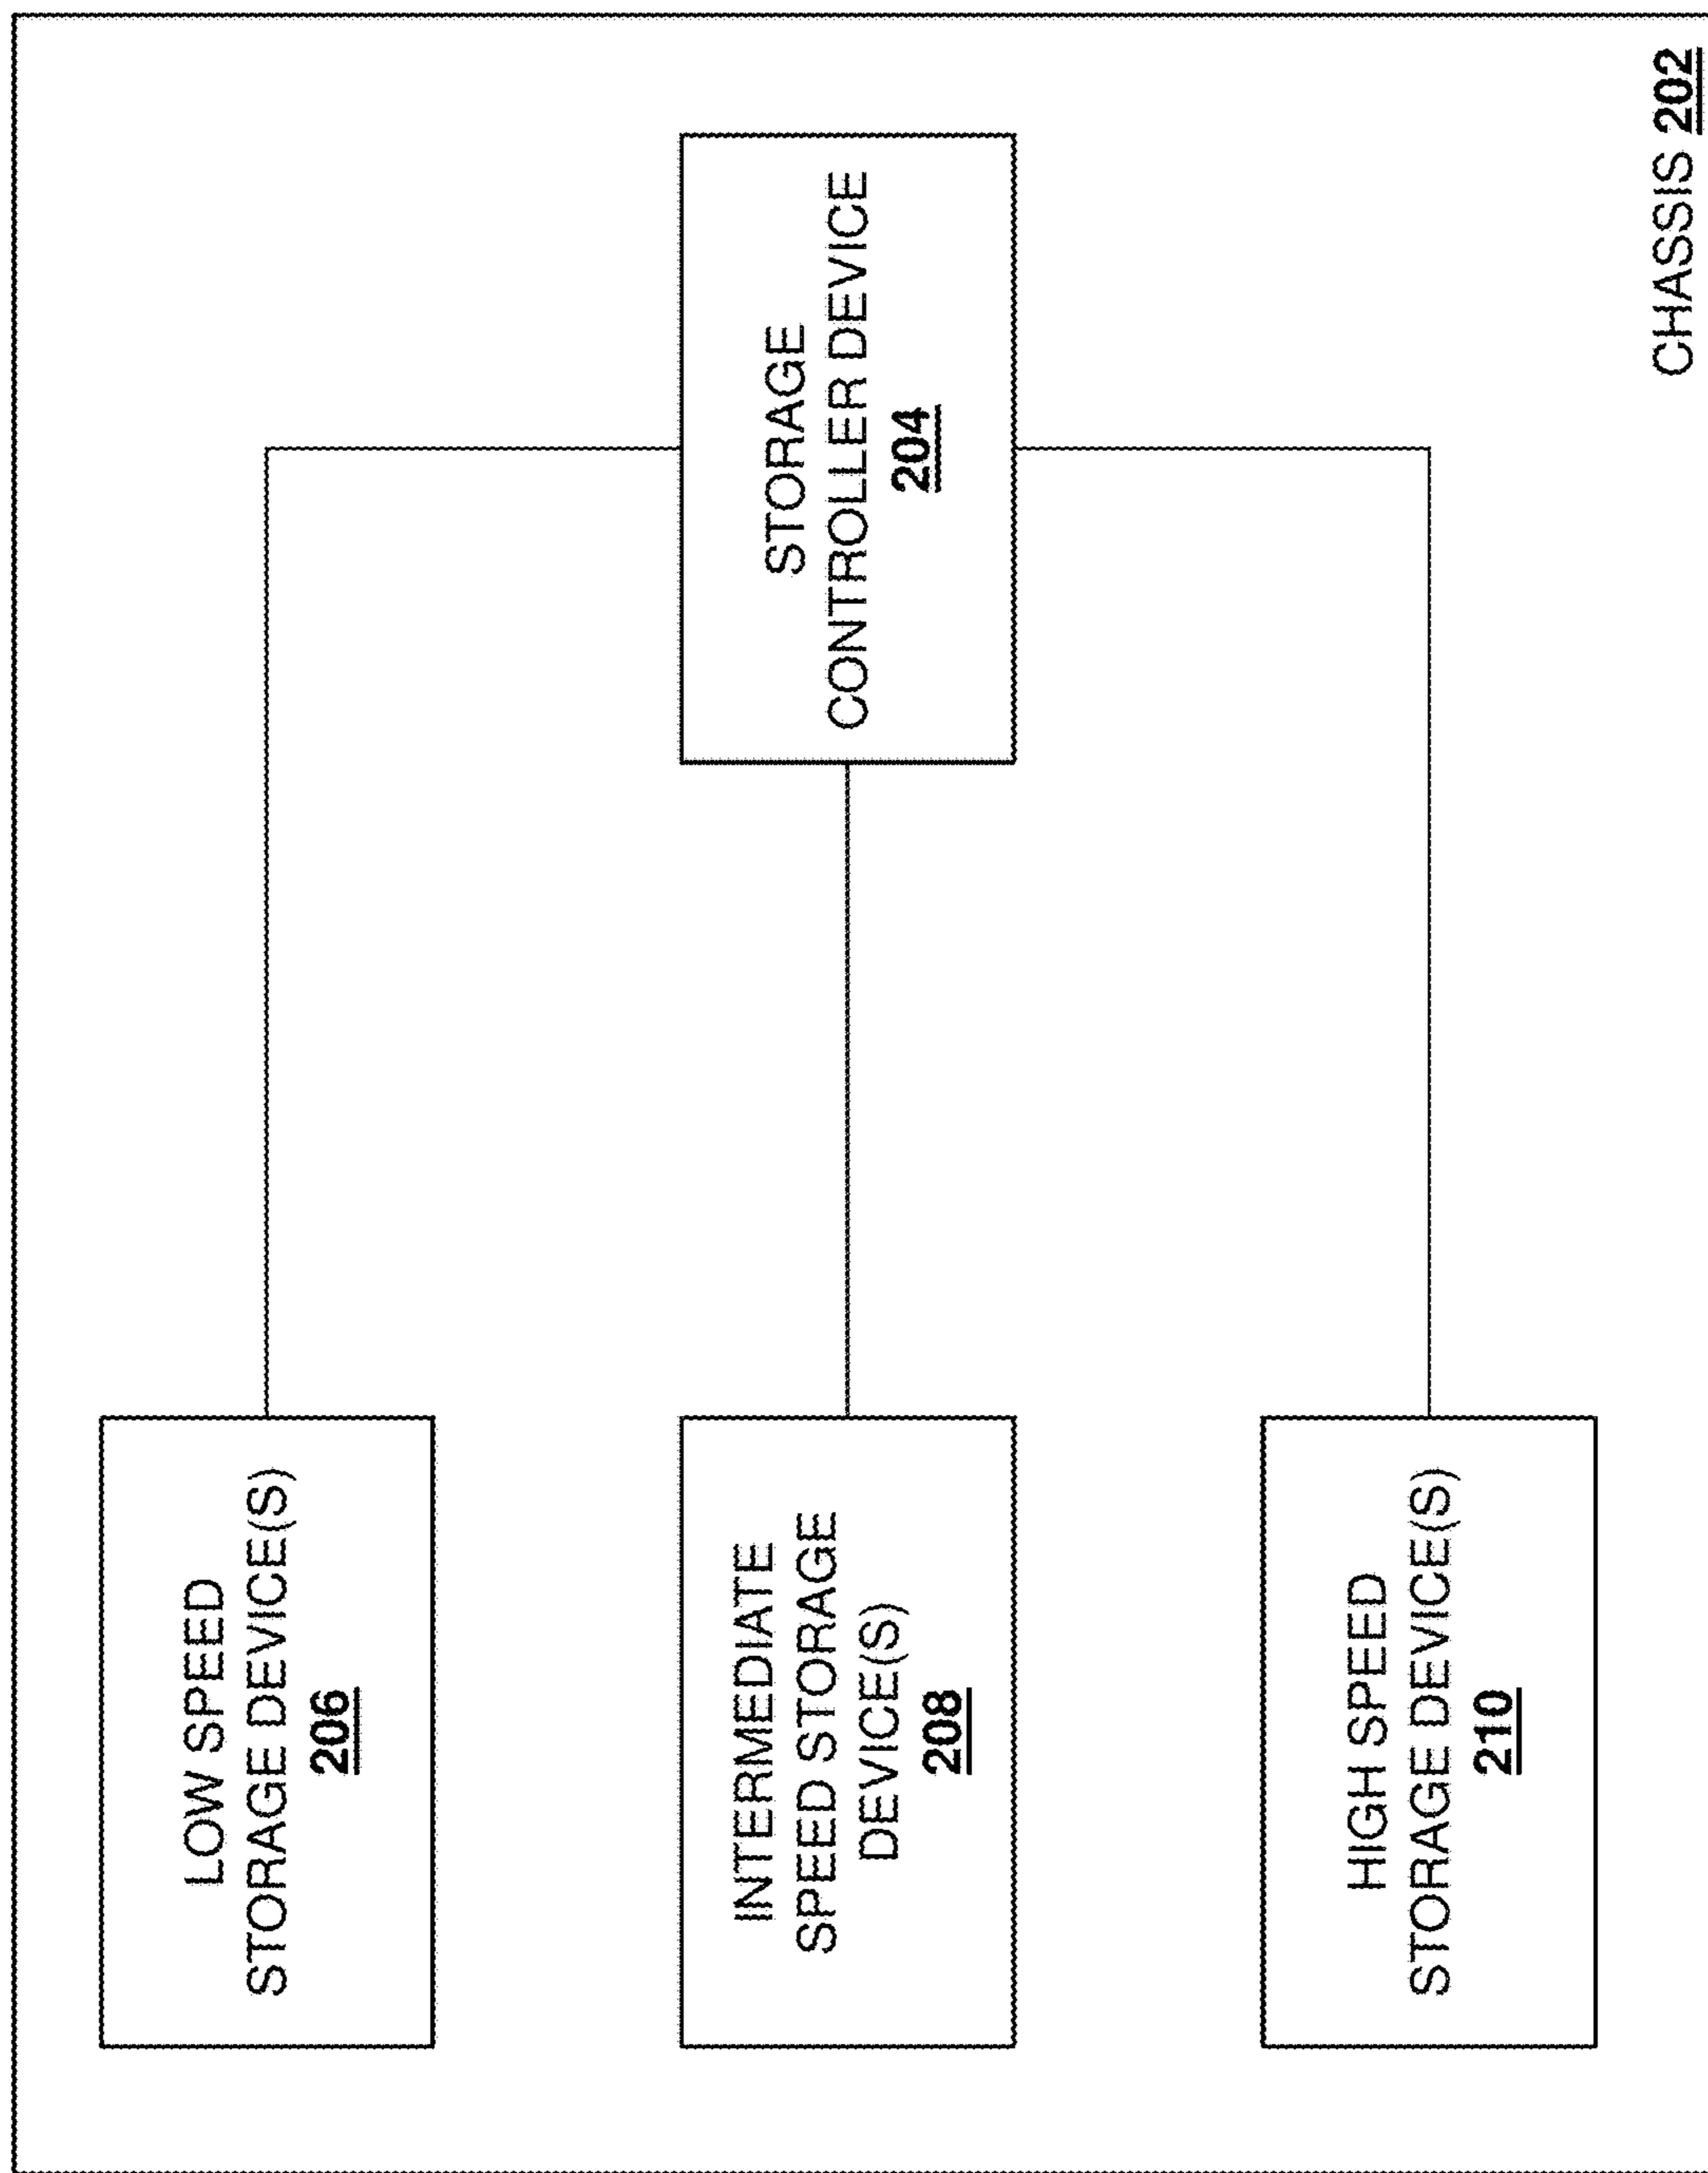 LOW SPEED
STORAGE DEVICE(S)
206
INTERMEDIATE
SPEED STORAGE
DEVICE(S)
208
HIGH SPEED
STORAGE DEVICE(S)
210
STORAGE
CONTROLLER DEVICE
204
CHASSIS 202